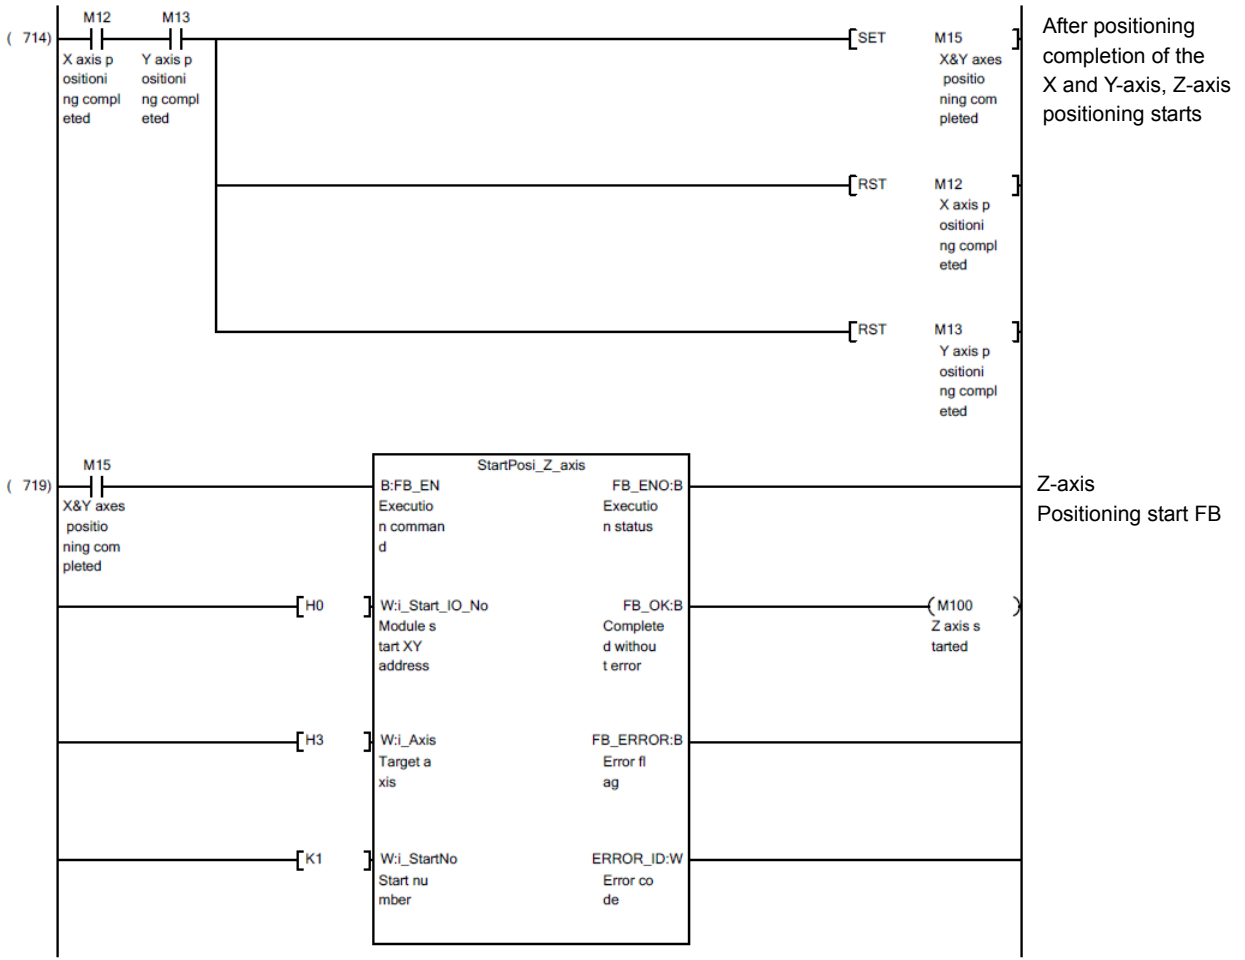 M12 M13
( 714) SET M15 After positioning
X axis p Y axis p X&Y axes completion of the
ositioni ositioni positio X and Y-axis, Z-axis
ng compl ng compl ning com positioning starts
eted eted pleted
RST M12
X axis p
ositioni
ng compl
eted
RST M13
Y axis p
ositioni
ng compl
eted
M15 StartPosi_Z_axis
( 719) B:FB_EN FB_ENO:B Z-axis
X&Y axes Executio Executio Positioning start FB
positio n comman n status
ning com d
pleted
H0 W:i_Start_IO_No FB_OK:B M100
Module s Complete Z axis s
tart XY d withou tarted
address t error
H3 W:i_Axis FB_ERROR:B
Target a Error fl
xis ag
K1 W:i_StartNo ERROR_ID:W
Start nu Error co
mber de